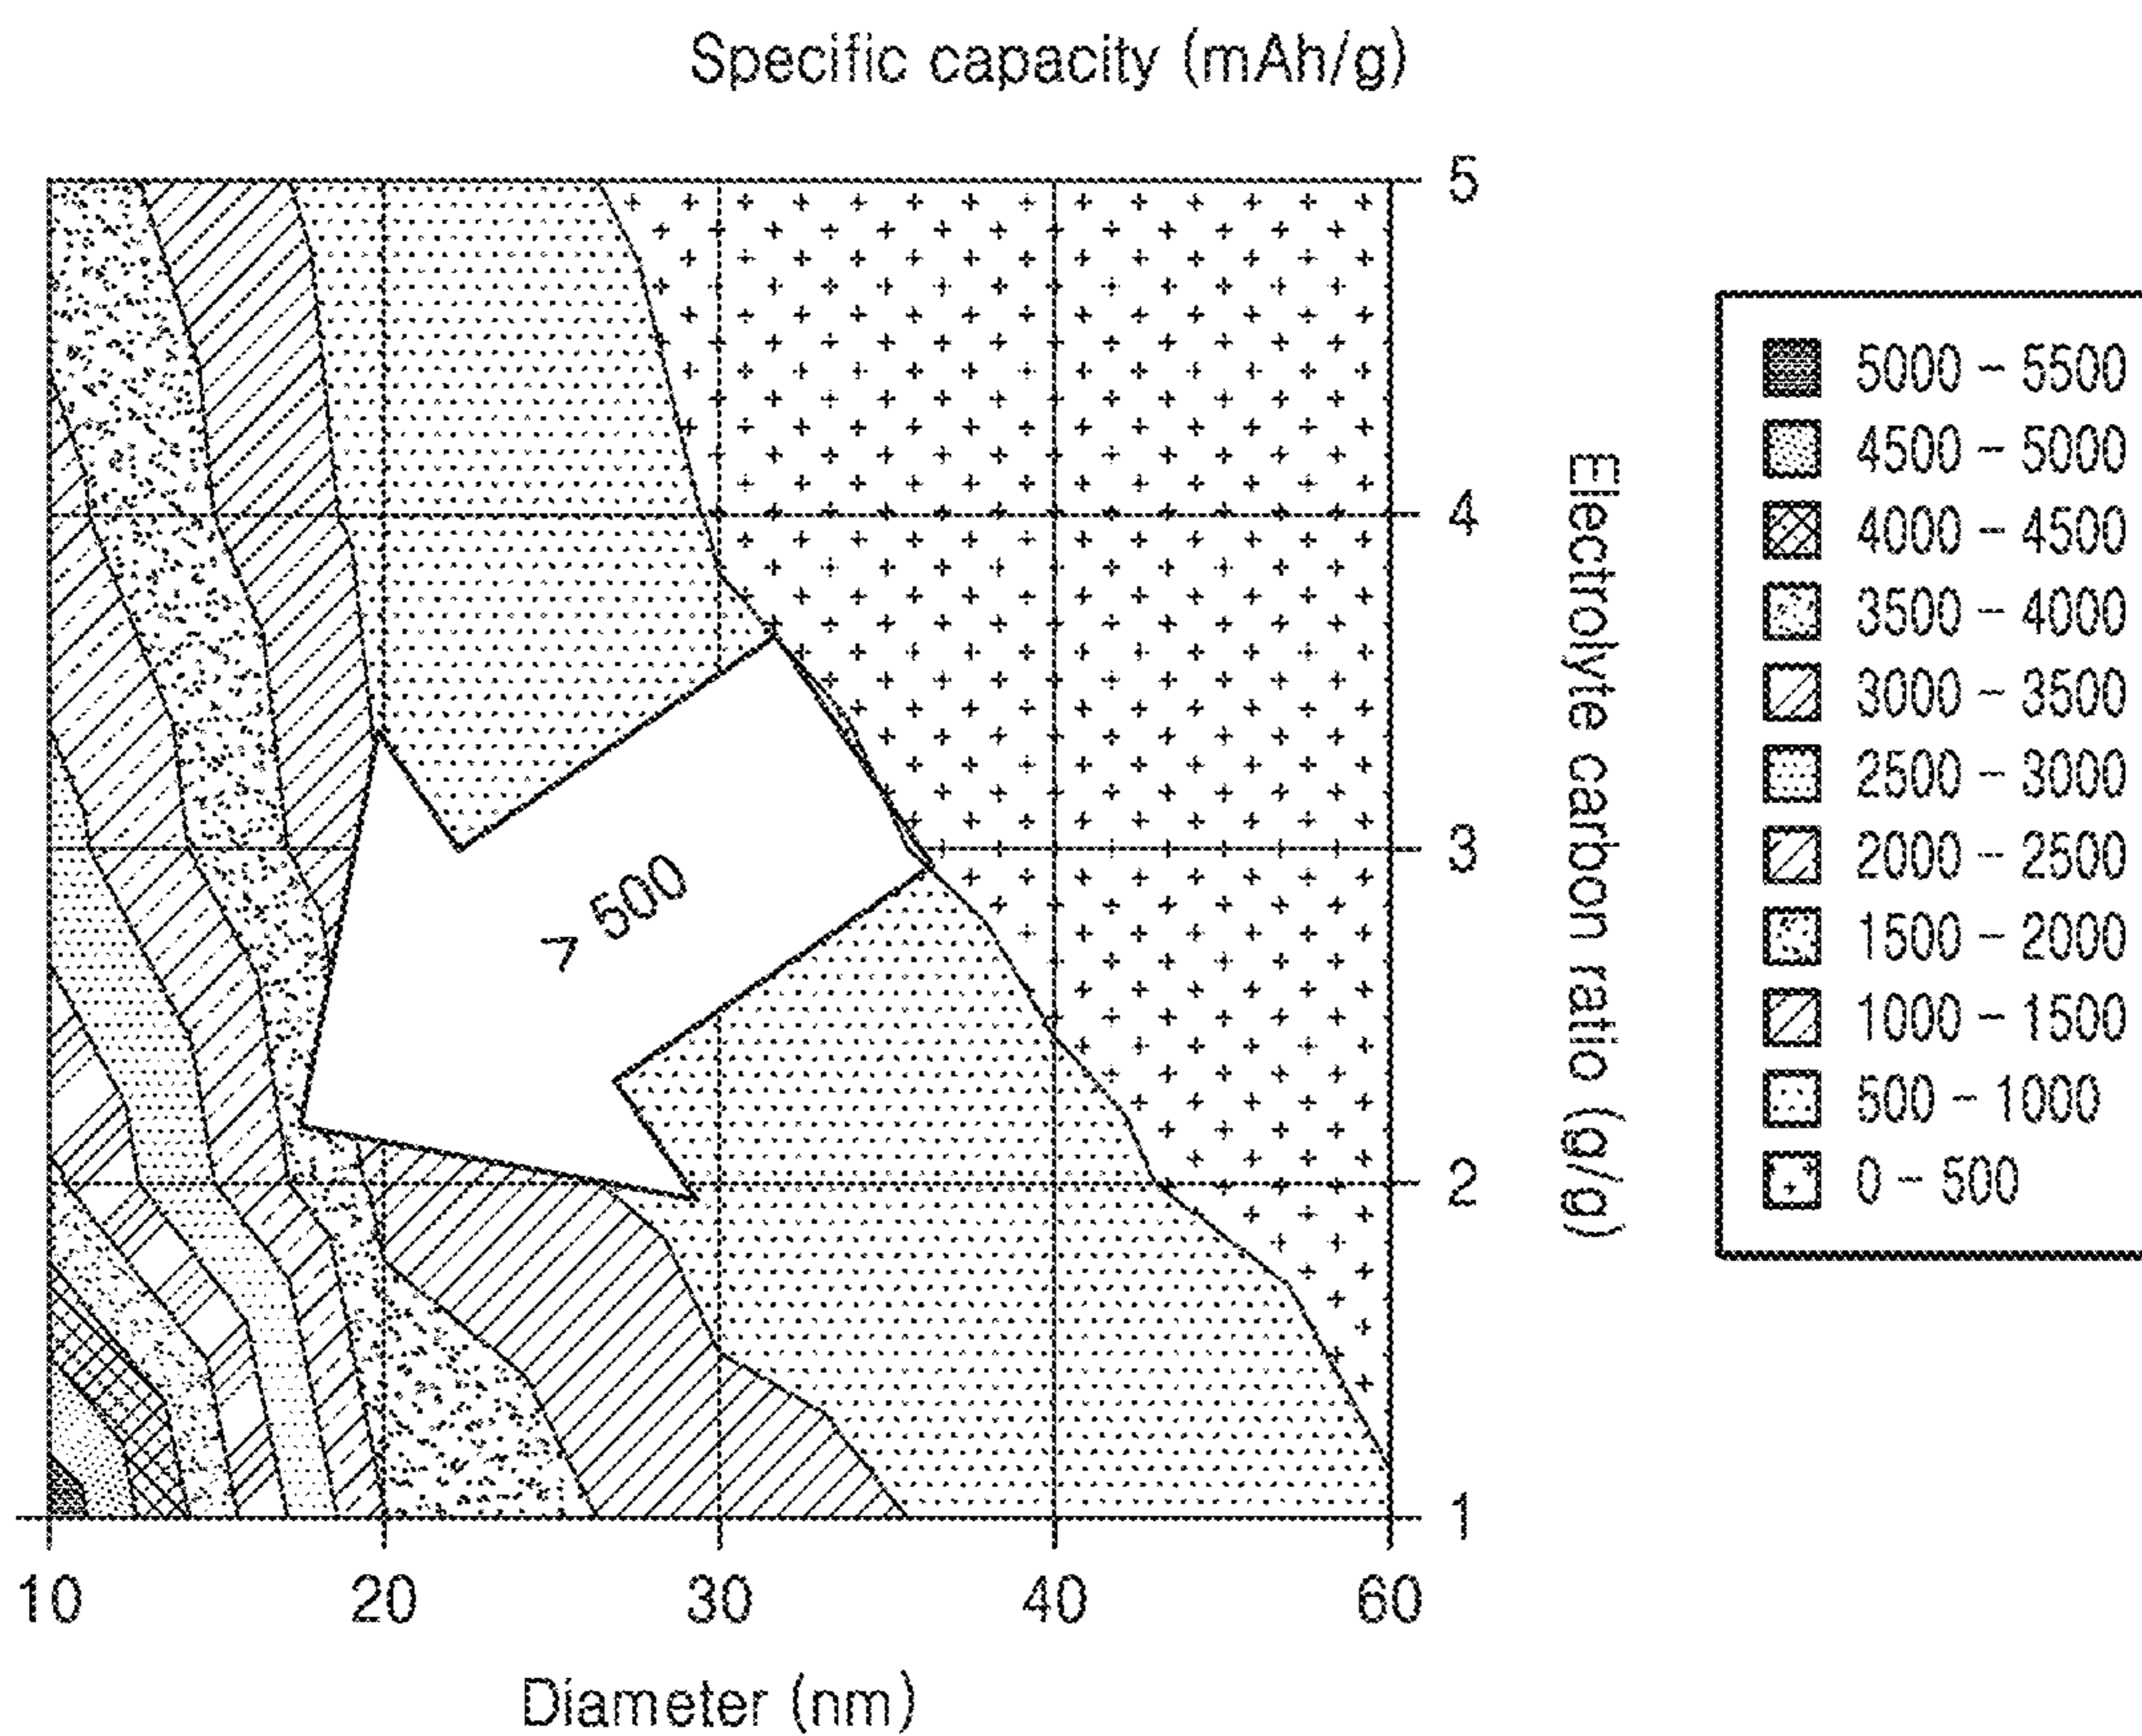 Specific capacity (mAh/g)
5
4
3
2
1
Electrolyte carbon ratio (g/g)
> 500
10 20 30 40 60
Diameter (nm)
5000 – 5500
4500 – 5000
4000 – 4500
3500 – 4000
3000 – 3500
2500 – 3000
2000 – 2500
1500 – 2000
1000 – 1500
500 – 1000
0 – 500